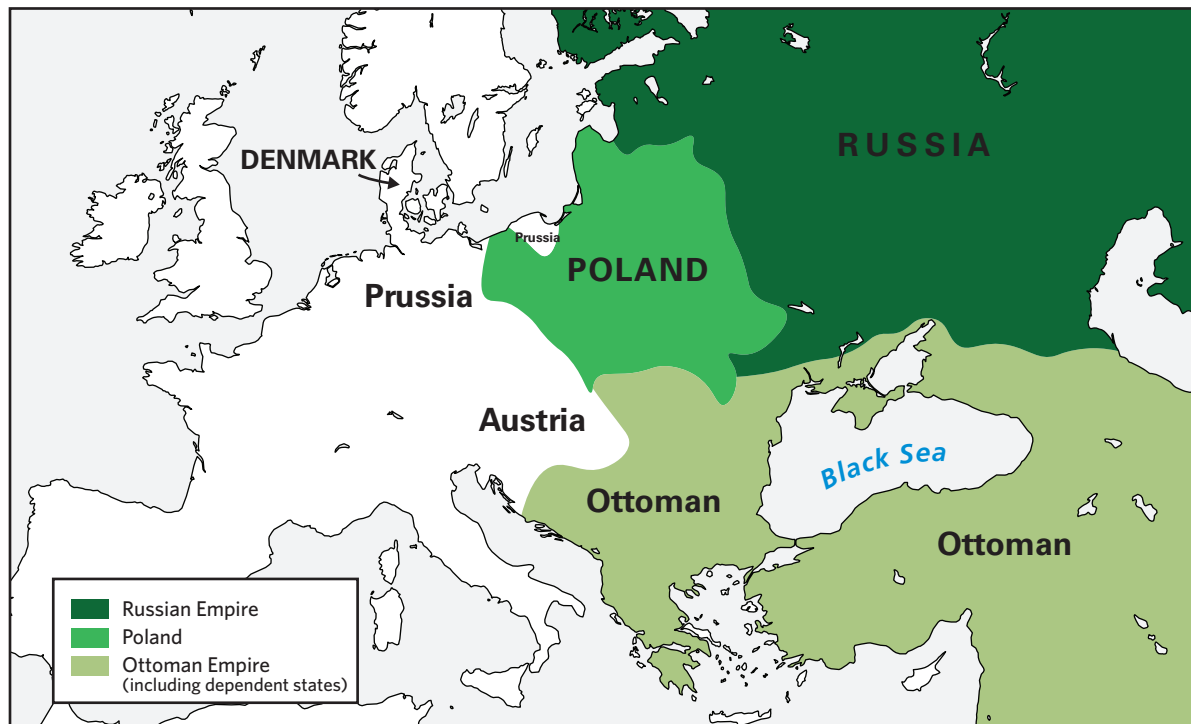 DENMARK
RUSSIA
Prussia
POLAND
Prussia
Austria
Black Sea
Ottoman
Ottoman
Russian Empire
Poland
Ottoman Empire
(including dependent states)